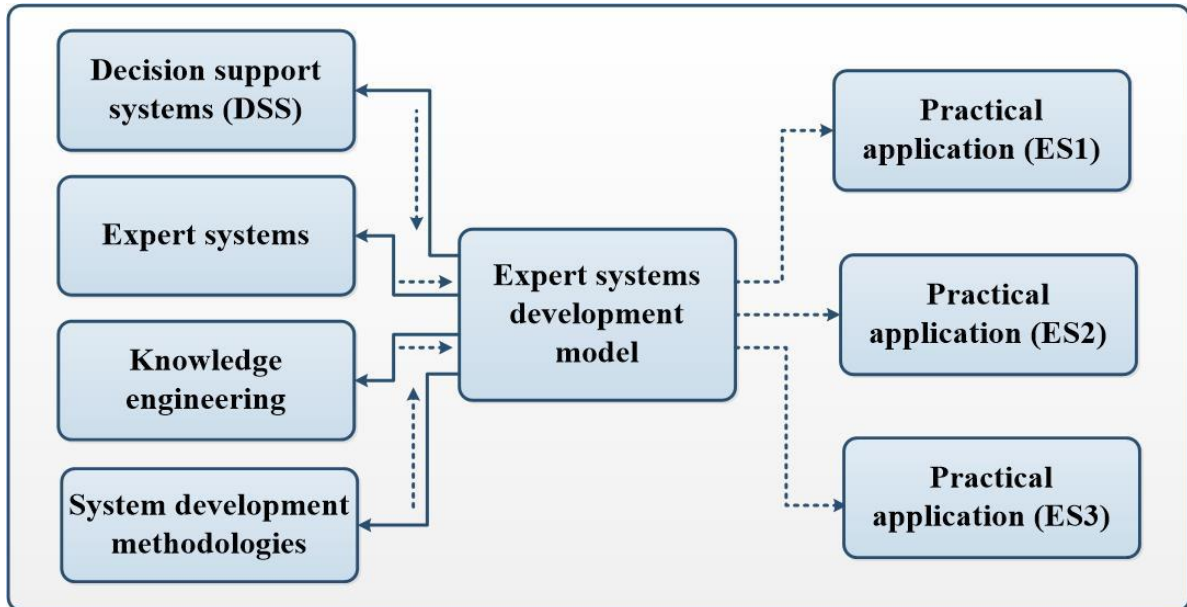 Decision support
systems (DSS)
Expert systems
Knowledge
engineering
System development
methodologies
Expert systems
development
model
Practical
application (ES1)
Practical
application (ES2)
Practical
application (ES3)